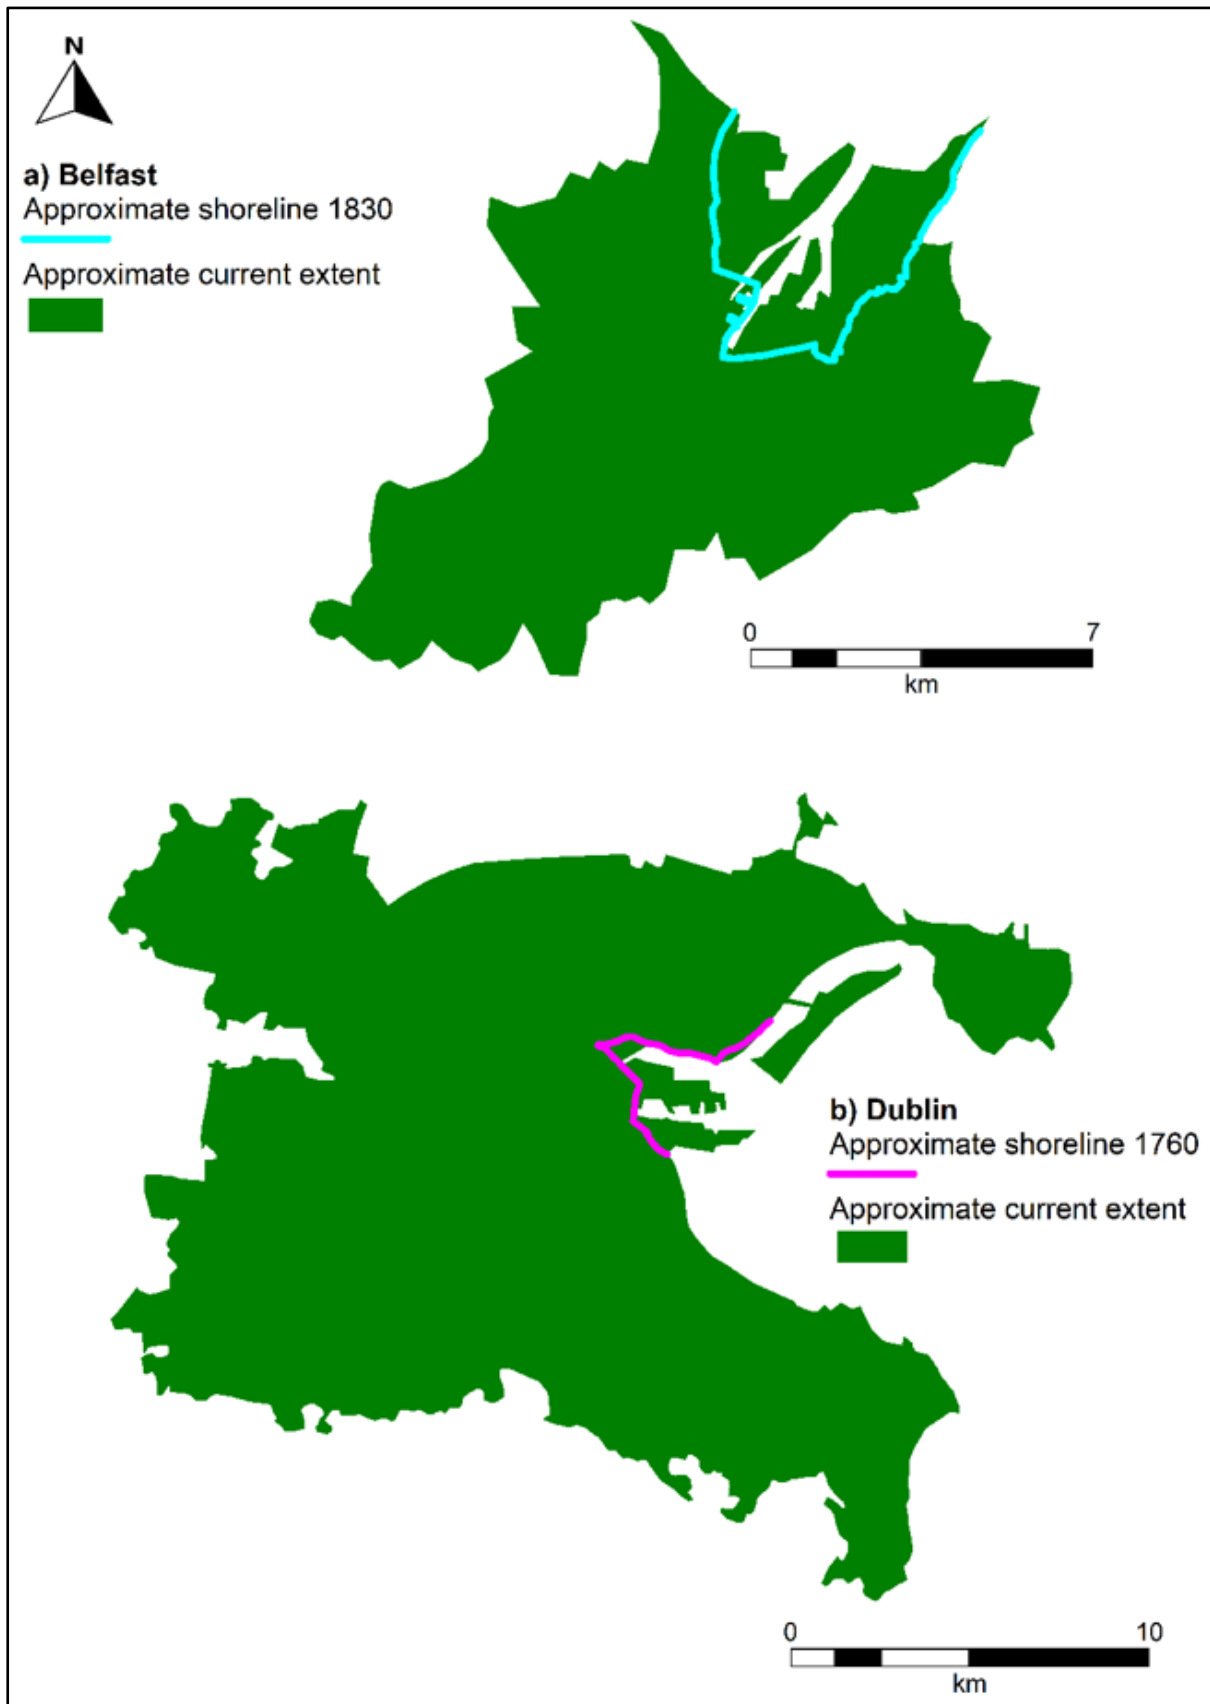 N
a) Belfast
Approximate shoreline 1830
Approximate current extent
0 7
km
b) Dublin
Approximate shoreline 1760
Approximate current extent
0 10
km